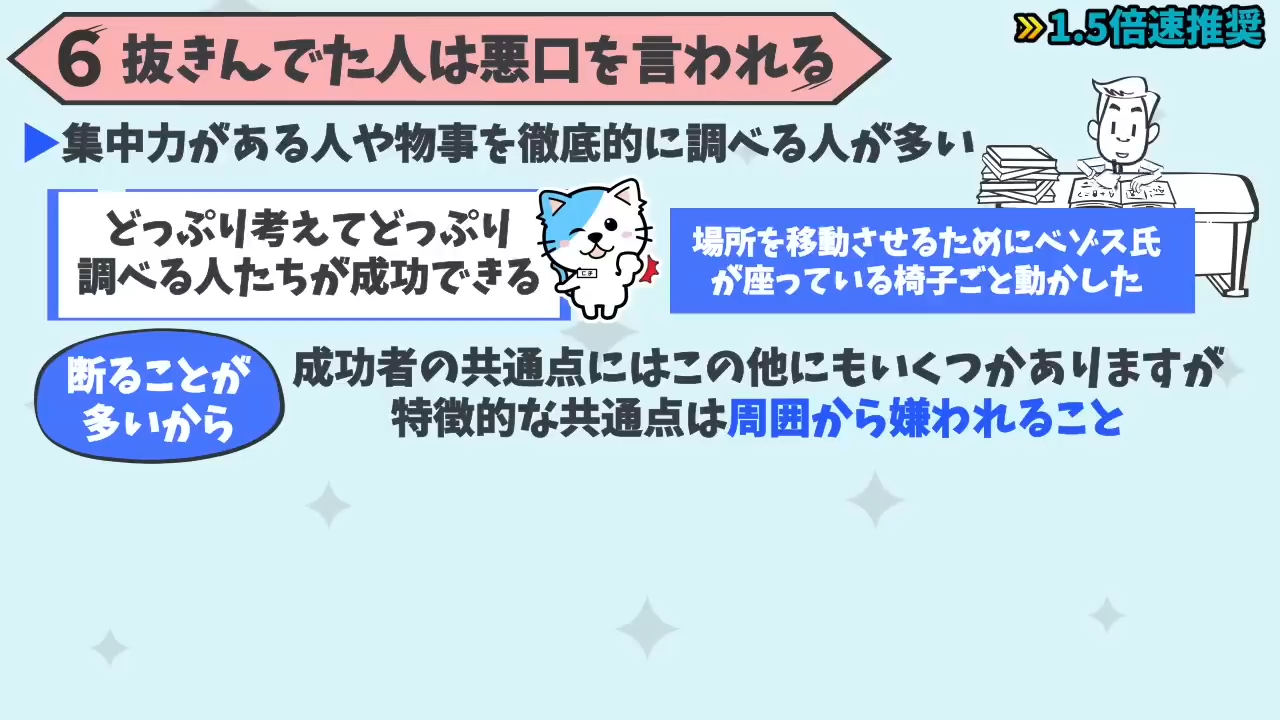 6 抜きんでた人は悪口を言われる
1.5倍速推奨
集中力がある人や物事を徹底的に調べる人が多い
どっぷり考えてどっぷり
調べる人たちが成功できる
場所を移動させるためにベゾス氏
が座っている椅子ごと動かした
断ることが
多いから
成功者の共通点にはこの他にもいくつかありますが
特徴的な共通点は周囲から嫌われること